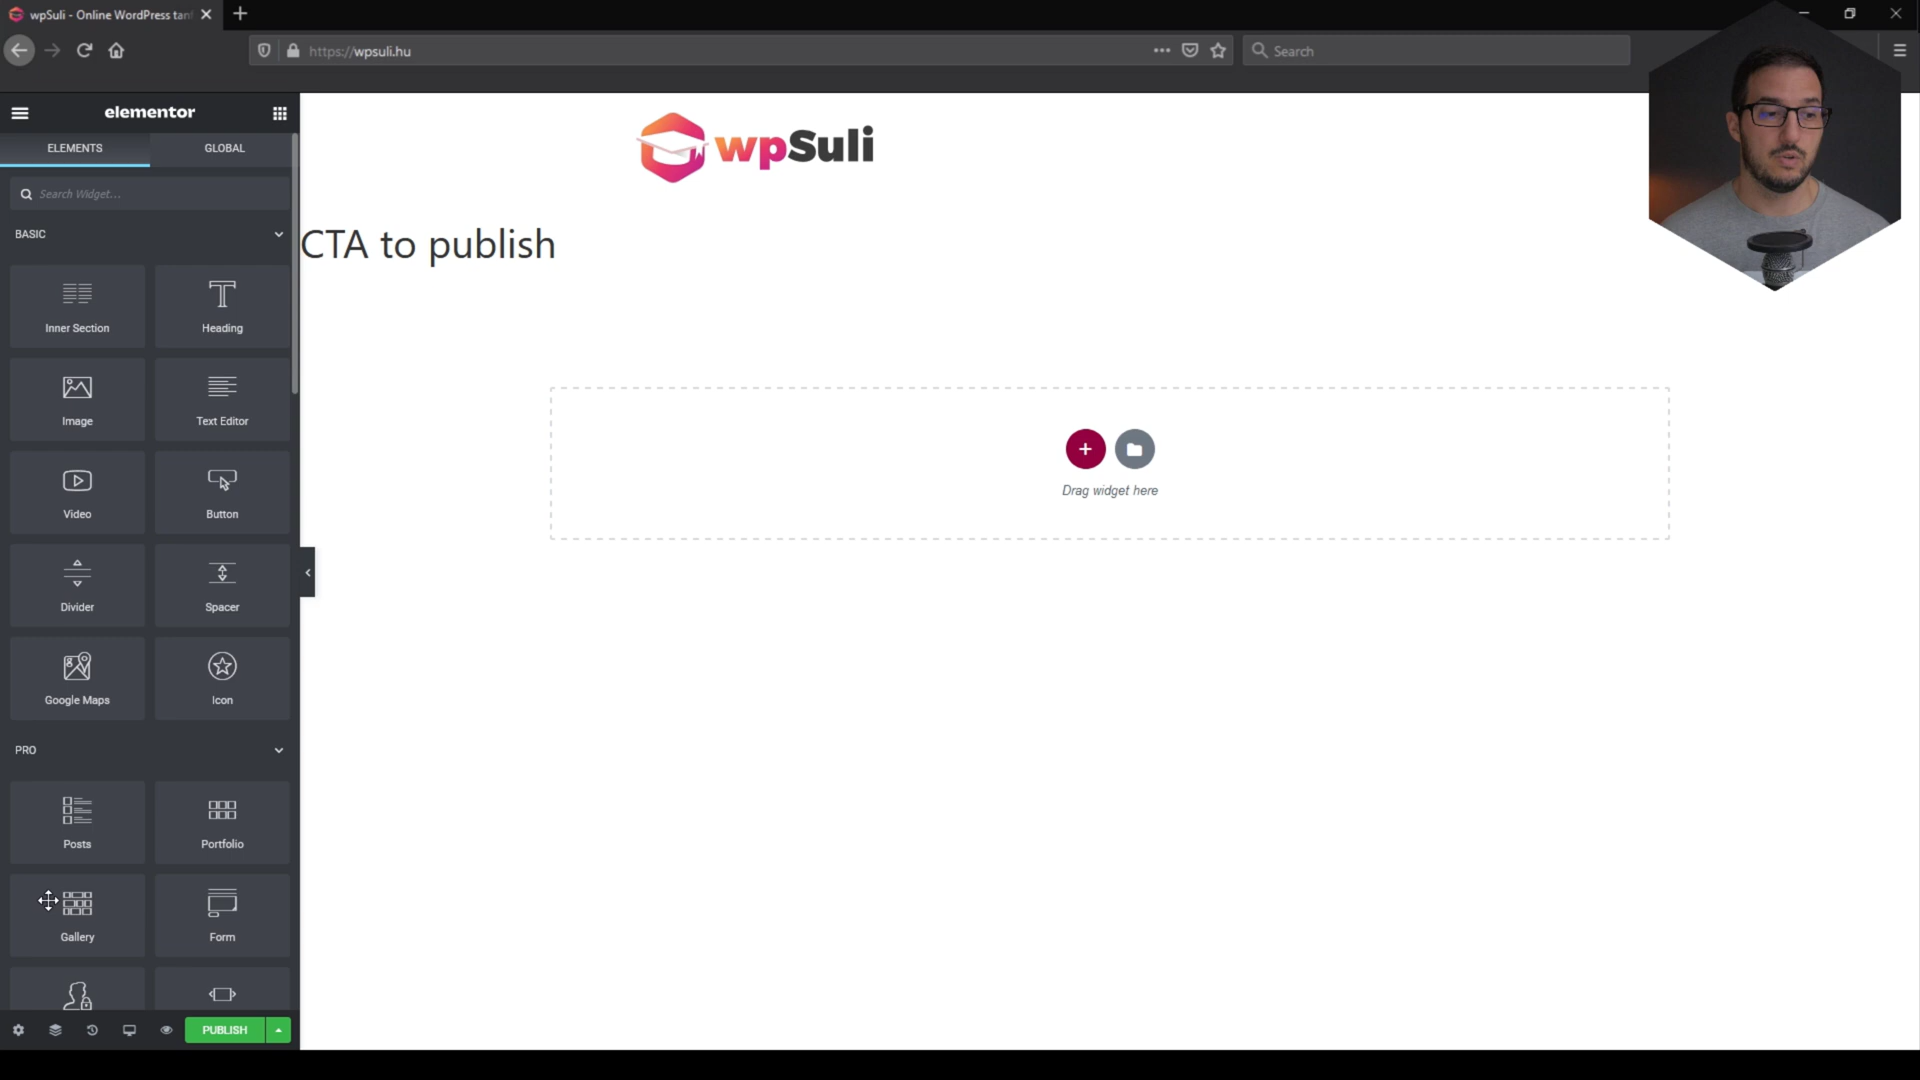 wpSuli - Online WordPress tan
https://wpsuli.hu
Search
elementor
ELEMENTS
GLOBAL
Search Widget...
BASIC
Inner Section
Heading
Image
Text Editor
Video
Button
Divider
Spacer
Google Maps
Icon
PRO
Posts
Portfolio
Gallery
Form
PUBLISH
wpSuli
CTA to publish
Drag widget here